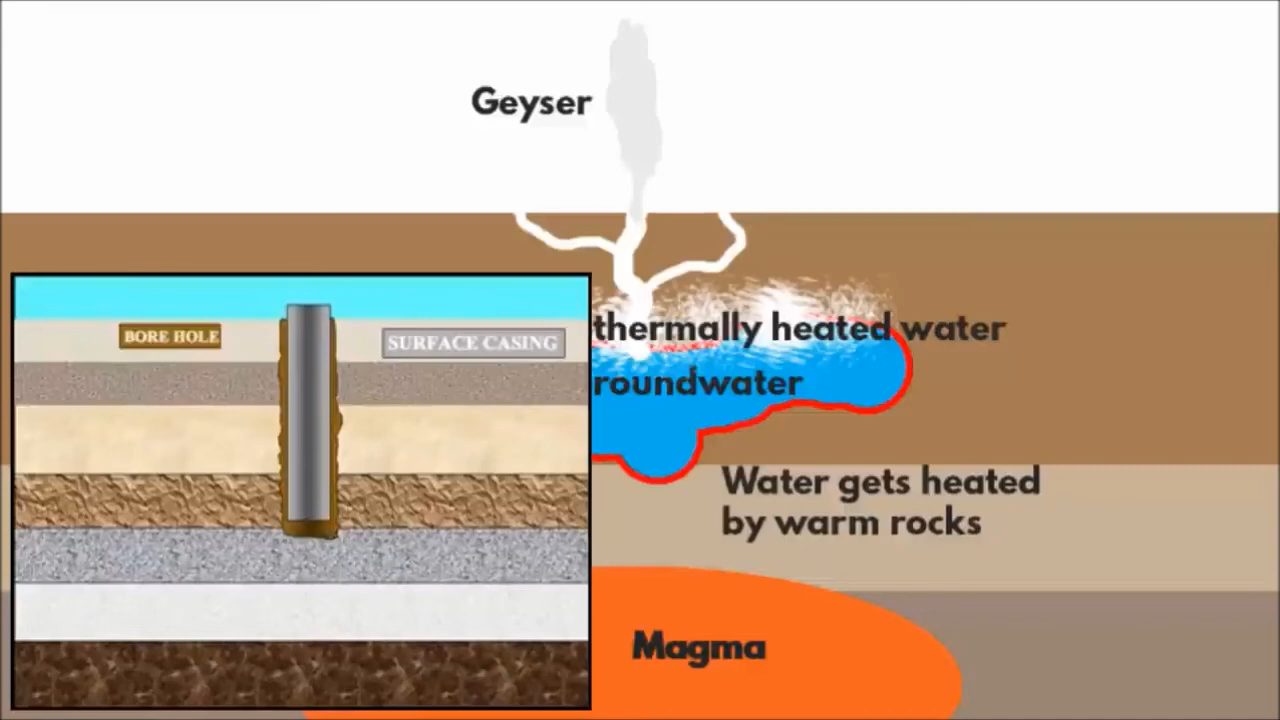 Geyser
BORE HOLE
SURFACE CASING
thermally heated water
roundwater
Water gets heated
by warm rocks
Magma